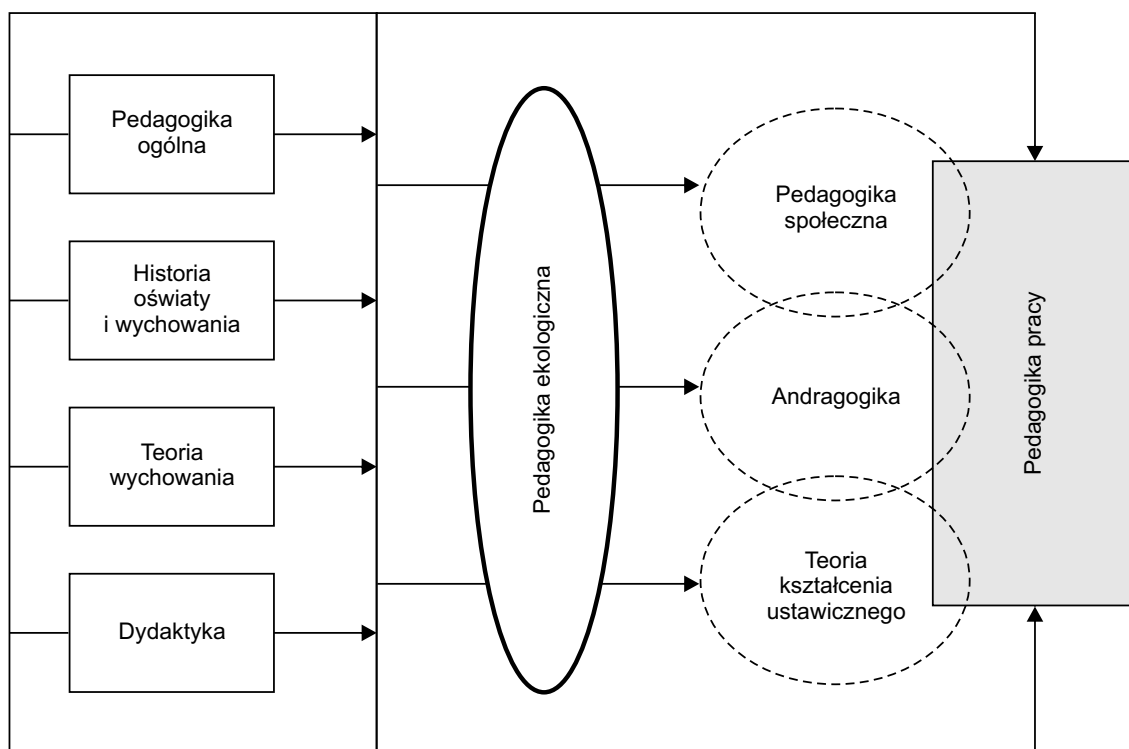 Pedagogika
ogólna
Historia
oświaty
i wychowania
Teoria
wychowania
Dydaktyka
Pedagogika ekologiczna
Pedagogika
społeczna
Andragogika
Teoria
kształcenia
ustawicznego
Pedagogika pracy